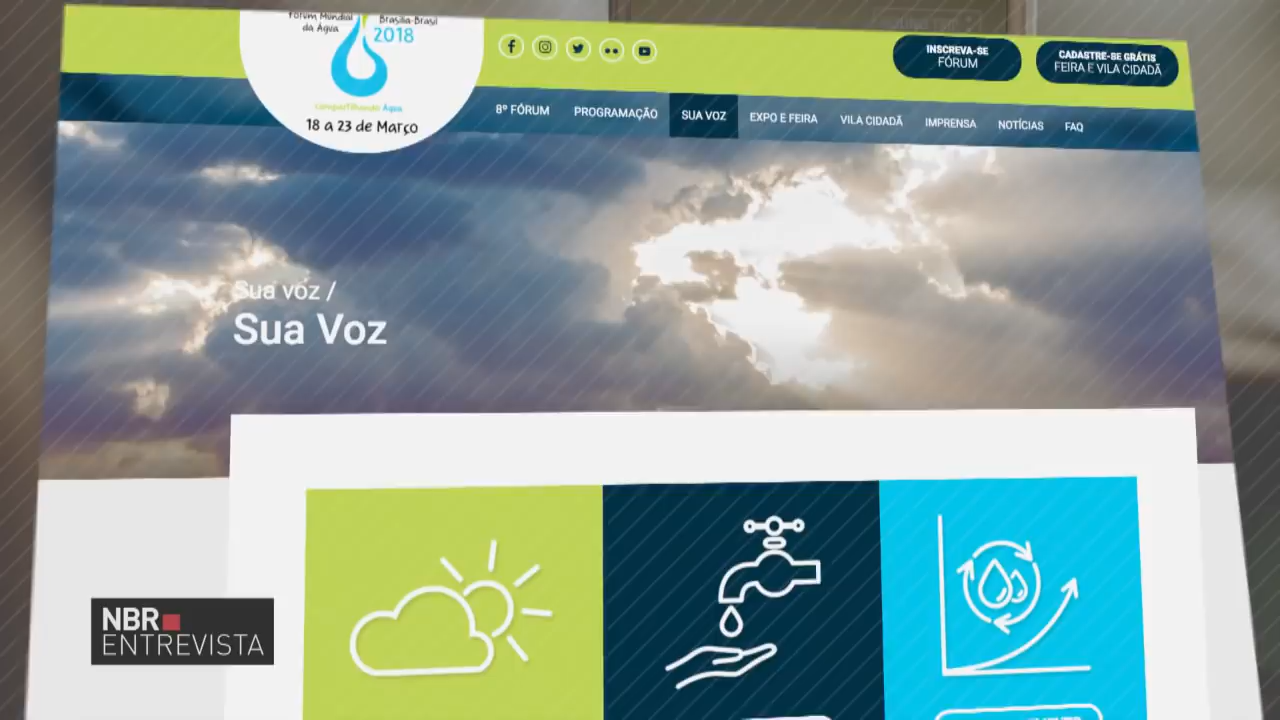 Fórum Mundial
da Água
Brasília-Brasil
2018
compartilhando Água
18 a 23 de Março
INSCREVA-SE
FÓRUM
CADASTRE-SE GRÁTIS
FEIRA E VILA CIDADÃ
8º FÓRUM
PROGRAMAÇÃO
SUA VOZ
EXPO E FEIRA
VILA CIDADÃ
IMPRENSA
NOTÍCIAS
FAQ
Sua voz /
Sua Voz
NBR
ENTREVISTA